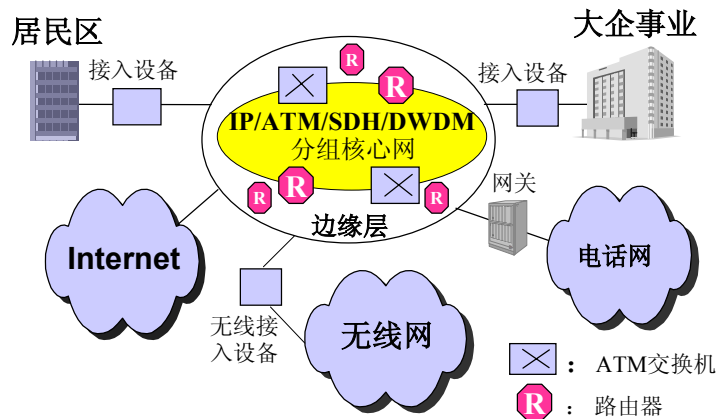 居民区
大企事业
接入设备
接入设备
R
R
IP/ATM/SDH/DWDM
分组核心网
R
R
R
网关
边缘层
Internet
电话网
无线接
入设备
无线网
： ATM交换机
R ： 路由器